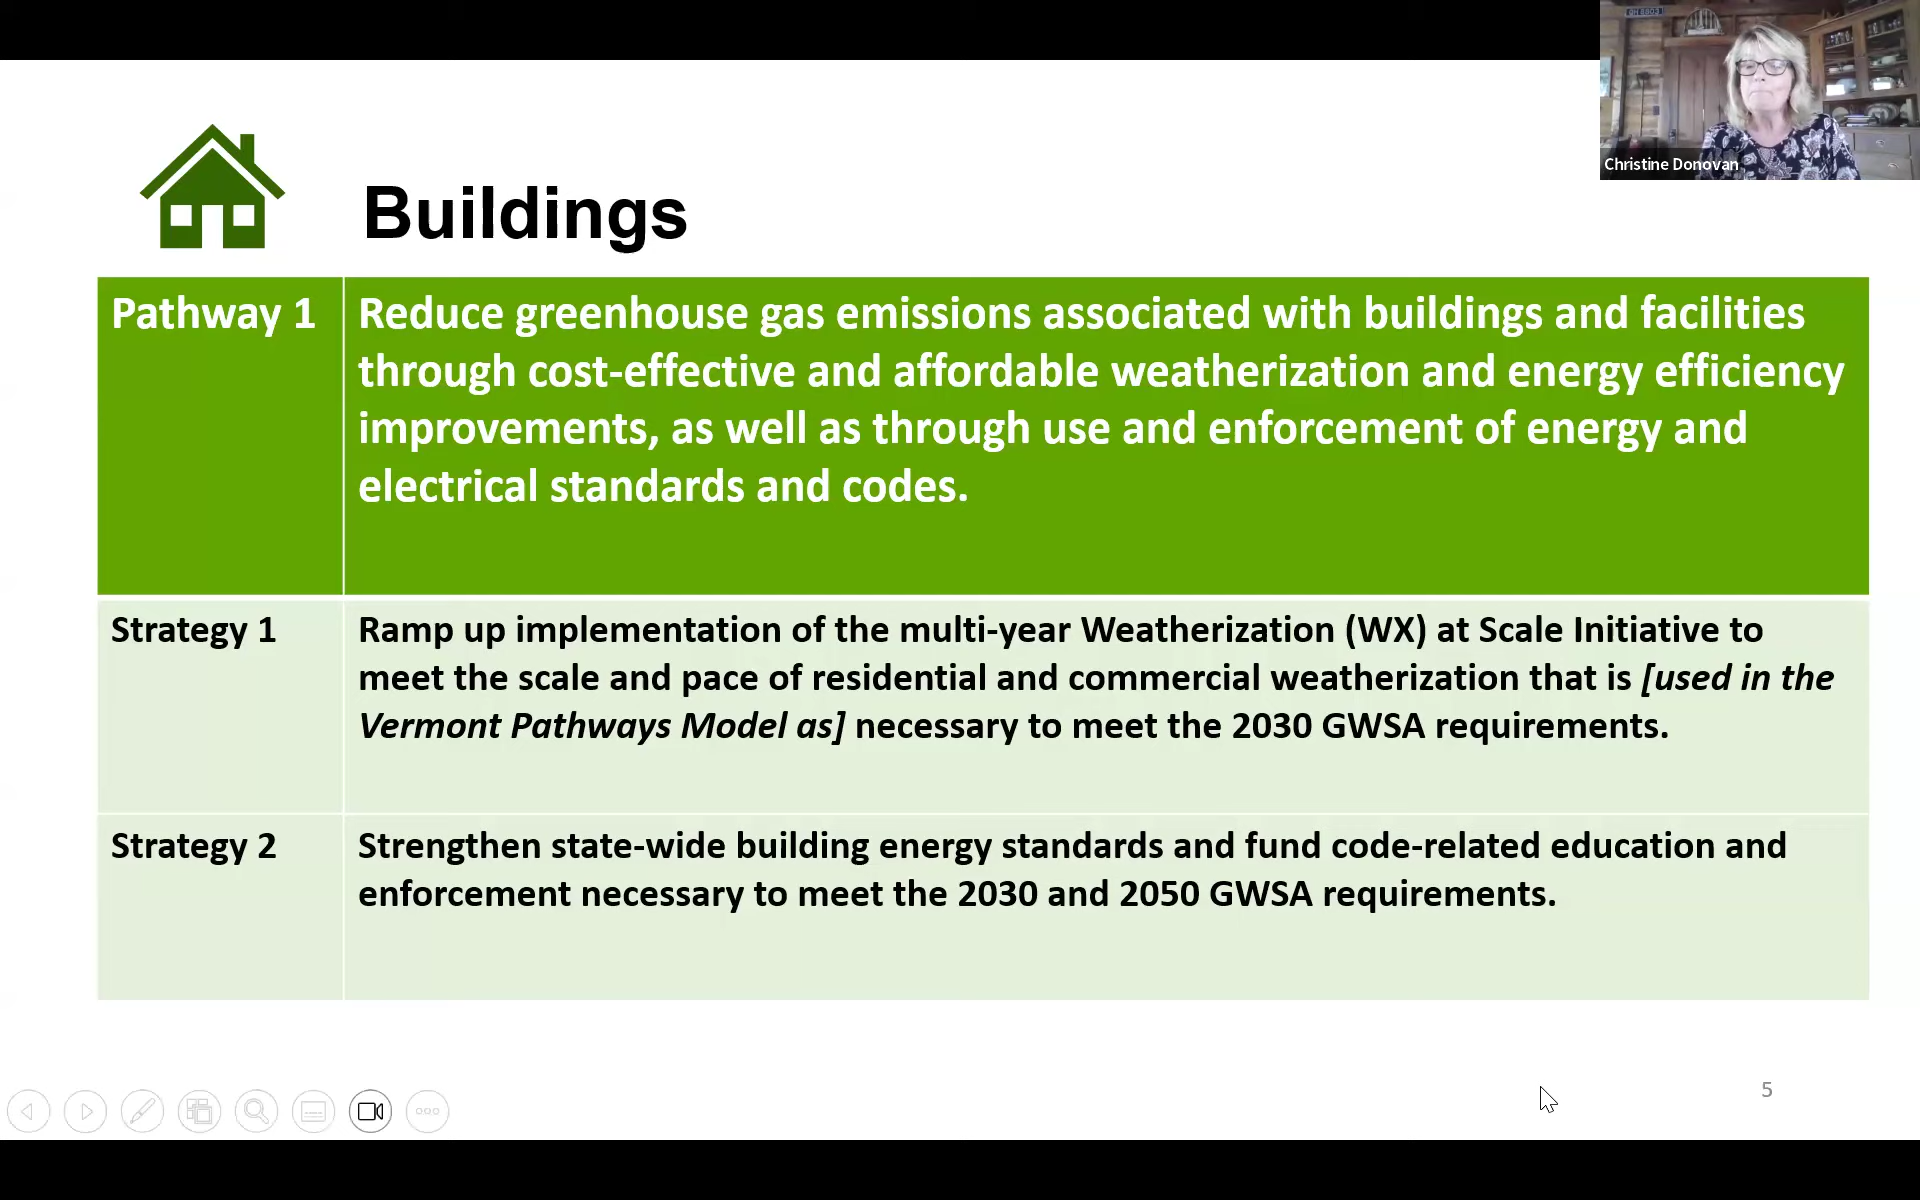 Christine Donovan
Buildings
Pathway 1
Reduce greenhouse gas emissions associated with buildings and facilities
through cost-effective and affordable weatherization and energy efficiency
improvements, as well as through use and enforcement of energy and
electrical standards and codes.
Strategy 1
Ramp up implementation of the multi-year Weatherization (WX) at Scale Initiative to
meet the scale and pace of residential and commercial weatherization that is [used in the
Vermont Pathways Model as] necessary to meet the 2030 GWSA requirements.
Strategy 2
Strengthen state-wide building energy standards and fund code-related education and
enforcement necessary to meet the 2030 and 2050 GWSA requirements.
5